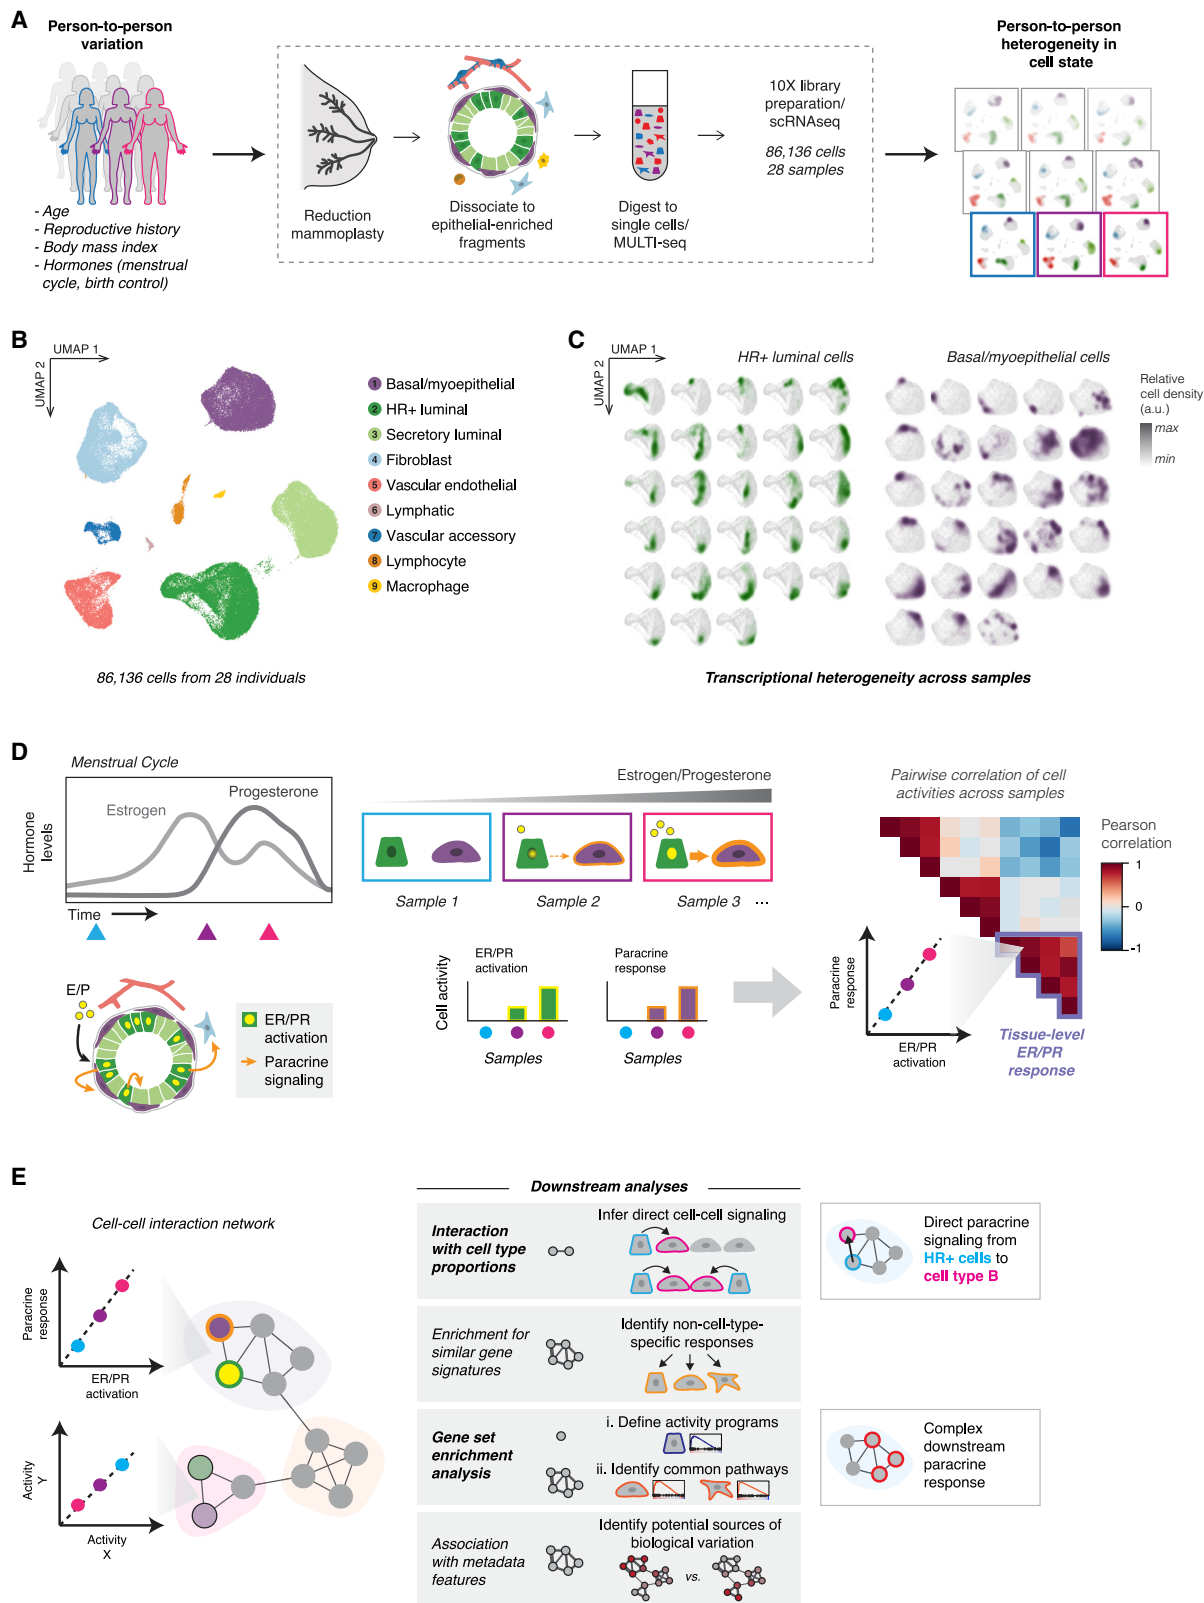 A
Person-to-person
variation
- Age
- Reproductive history
- Body mass index
- Hormones (menstrual
cycle, birth control)
Reduction
mammoplasty
Dissociate to
epithelial-enriched
fragments
Digest to
single cells/
MULTI-seq
10X library
preparation/
scRNAseq
86,136 cells
28 samples
Person-to-person
heterogeneity in
cell state
B
UMAP 1
UMAP 2
1 Basal/myoepithelial
2 HR+ luminal
3 Secretory luminal
4 Fibroblast
5 Vascular endothelial
6 Lymphatic
7 Vascular accessory
8 Lymphocyte
9 Macrophage
86,136 cells from 28 individuals
C
UMAP 1
UMAP 2
HR+ luminal cells
Basal/myoepithelial cells
Relative
cell density
(a.u.)
max
min
Transcriptional heterogeneity across samples
D
Menstrual Cycle
Hormone
levels
Estrogen
Progesterone
Time
E/P
ER/PR
activation
Paracrine
signaling
Estrogen/Progesterone
Sample 1
Sample 2
Sample 3 ...
Cell activity
ER/PR
activation
Samples
Paracrine
response
Samples
Pairwise correlation of cell
activities across samples
Pearson
correlation
1
0
-1
Paracrine
response
ER/PR
activation
Tissue-level
ER/PR
response
E
Cell-cell interaction network
Paracrine
response
ER/PR
activation
Activity
Y
Activity
X
Downstream analyses
Interaction
with cell type
proportions
Infer direct cell-cell signaling
Direct paracrine
signaling from
HR+ cells to
cell type B
Enrichment for
similar gene
signatures
Identify non-cell-type-
specific responses
Gene set
enrichment
analysis
i. Define activity programs
ii. Identify common pathways
Complex
downstream
paracrine
response
Association
with metadata
features
Identify potential sources of
biological variation
vs.